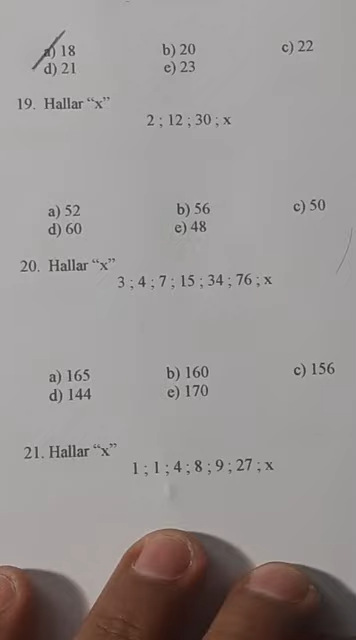 a) 18 b) 20 c) 22
d) 21 e) 23
19. Hallar “x”
2 ; 12 ; 30 ; x
a) 52 b) 56 c) 50
d) 60 e) 48
20. Hallar “x”
3 ; 4 ; 7 ; 15 ; 34 ; 76 ; x
a) 165 b) 160 c) 156
d) 144 e) 170
21. Hallar “x”
1 ; 1 ; 4 ; 8 ; 9 ; 27 ; x